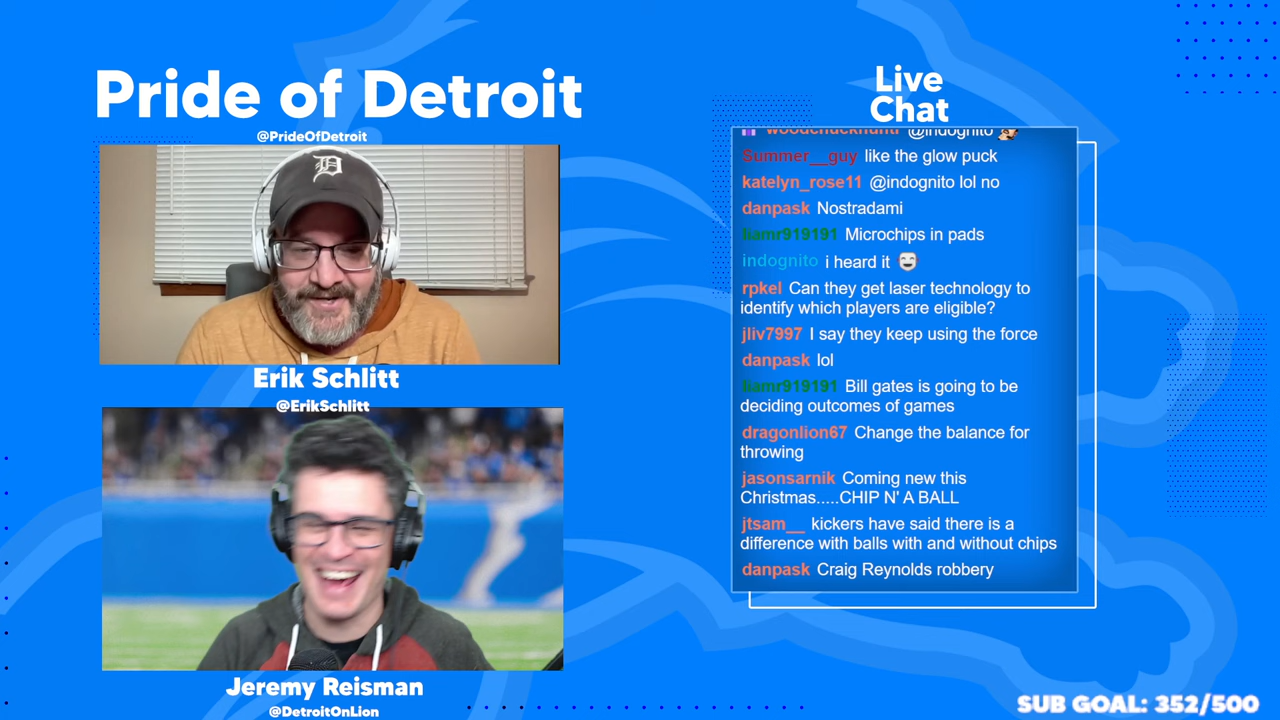 Pride of Detroit
@PrideOfDetroit
D
Erik Schlitt
@ErikSchlitt
Jeremy Reisman
@DetroitOnLion
Live
Chat
woodchuckhunti @indognito
Summer__guy like the glow puck
katelyn_rose11 @indognito lol no
danpask Nostradami
liamr919191 Microchips in pads
indognito i heard it
rpkel Can they get laser technology to
identify which players are eligible?
jliv7997 I say they keep using the force
danpask lol
liamr919191 Bill gates is going to be
deciding outcomes of games
dragonlion67 Change the balance for
throwing
jasonsarnik Coming new this
Christmas.....CHIP N' A BALL
jtsam__ kickers have said there is a
difference with balls with and without chips
danpask Craig Reynolds robbery
SUB GOAL: 352/500